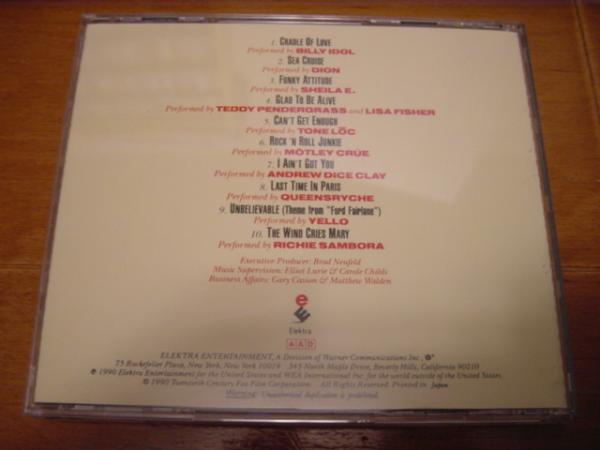 1. CRADLE OF LOVE
Performed by BILLY IDOL
2. SEA CRUISE
Performed by DION
3. FUNKY ATTITUDE
Performed by SHEILA E.
4. GLAD TO BE ALIVE
Performed by TEDDY PENDERGRASS and LISA FISHER
5. CAN'T GET ENOUGH
Performed by TONE LŌC
6. ROCK 'N ROLL JUNKIE
Performed by MÖTLEY CRÜE
7. I AIN'T GOT YOU
Performed by ANDREW DICE CLAY
8. LAST TIME IN PARIS
Performed by QUEENSRYCHE
9. UNBELIEVABLE (Theme from "Ford Fairlane")
Performed by YELLO
10. THE WIND CRIES MARY
Performed by RICHIE SAMBORA
Executive Producer: Brad Neufeld
Music Supervision: Elliot Lurie & Carole Childs
Business Affairs: Gary Casson & Matthew Walden
e
Elektra
A A D
ELEKTRA ENTERTAINMENT, A Division of Warner Communications Inc.,
75 Rockefeller Plaza, New York, New York 10019 345 North Maple Drive, Beverly Hills, California 90210
℗ 1990 Elektra Entertainment for the United States and WEA International Inc. for the world outside of the United States.
© 1990 Twentieth Century Fox Film Corporation. All Rights Reserved. Printed in Japan
Warning: Unauthorized duplication is prohibited.